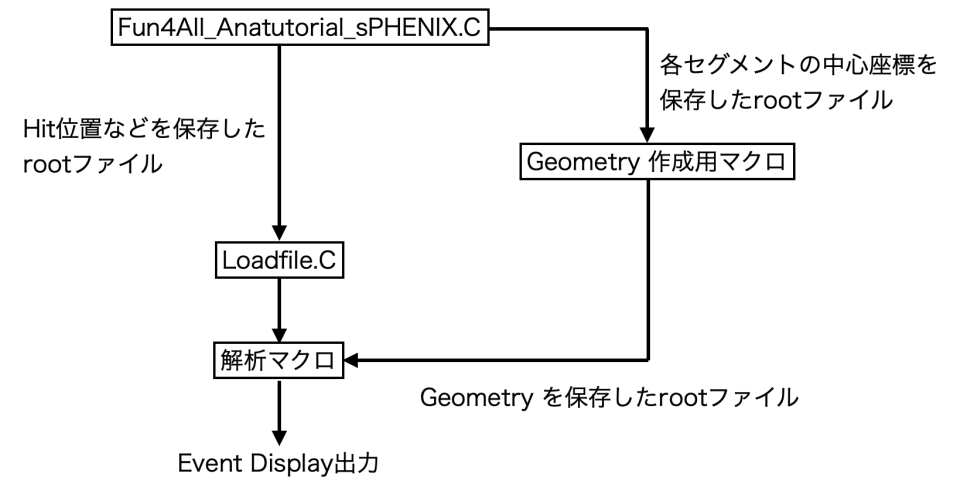 Fun4All_Anatutorial_sPHENIX.C
各セグメントの中心座標を
保存したrootファイル
Hit位置などを保存した
rootファイル
Geometry 作成用マクロ
Loadfile.C
解析マクロ
Geometry を保存したrootファイル
Event Display出力